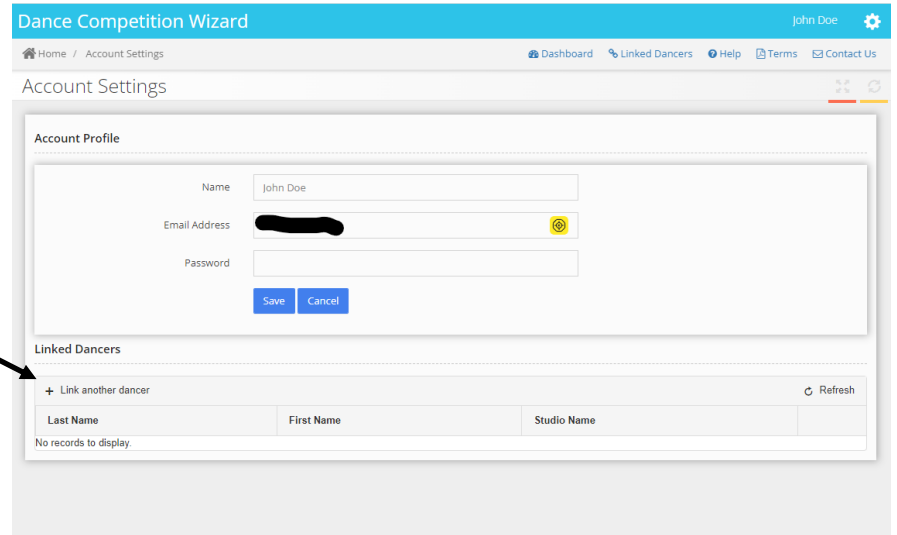 Dance Competition Wizard John Doe
Home / Account Settings Dashboard Linked Dancers Help Terms Contact Us
Account Settings
Account Profile
Name John Doe
Email Address
Password
Save Cancel
Linked Dancers
+ Link another dancer Refresh
Last Name First Name Studio Name
No records to display.